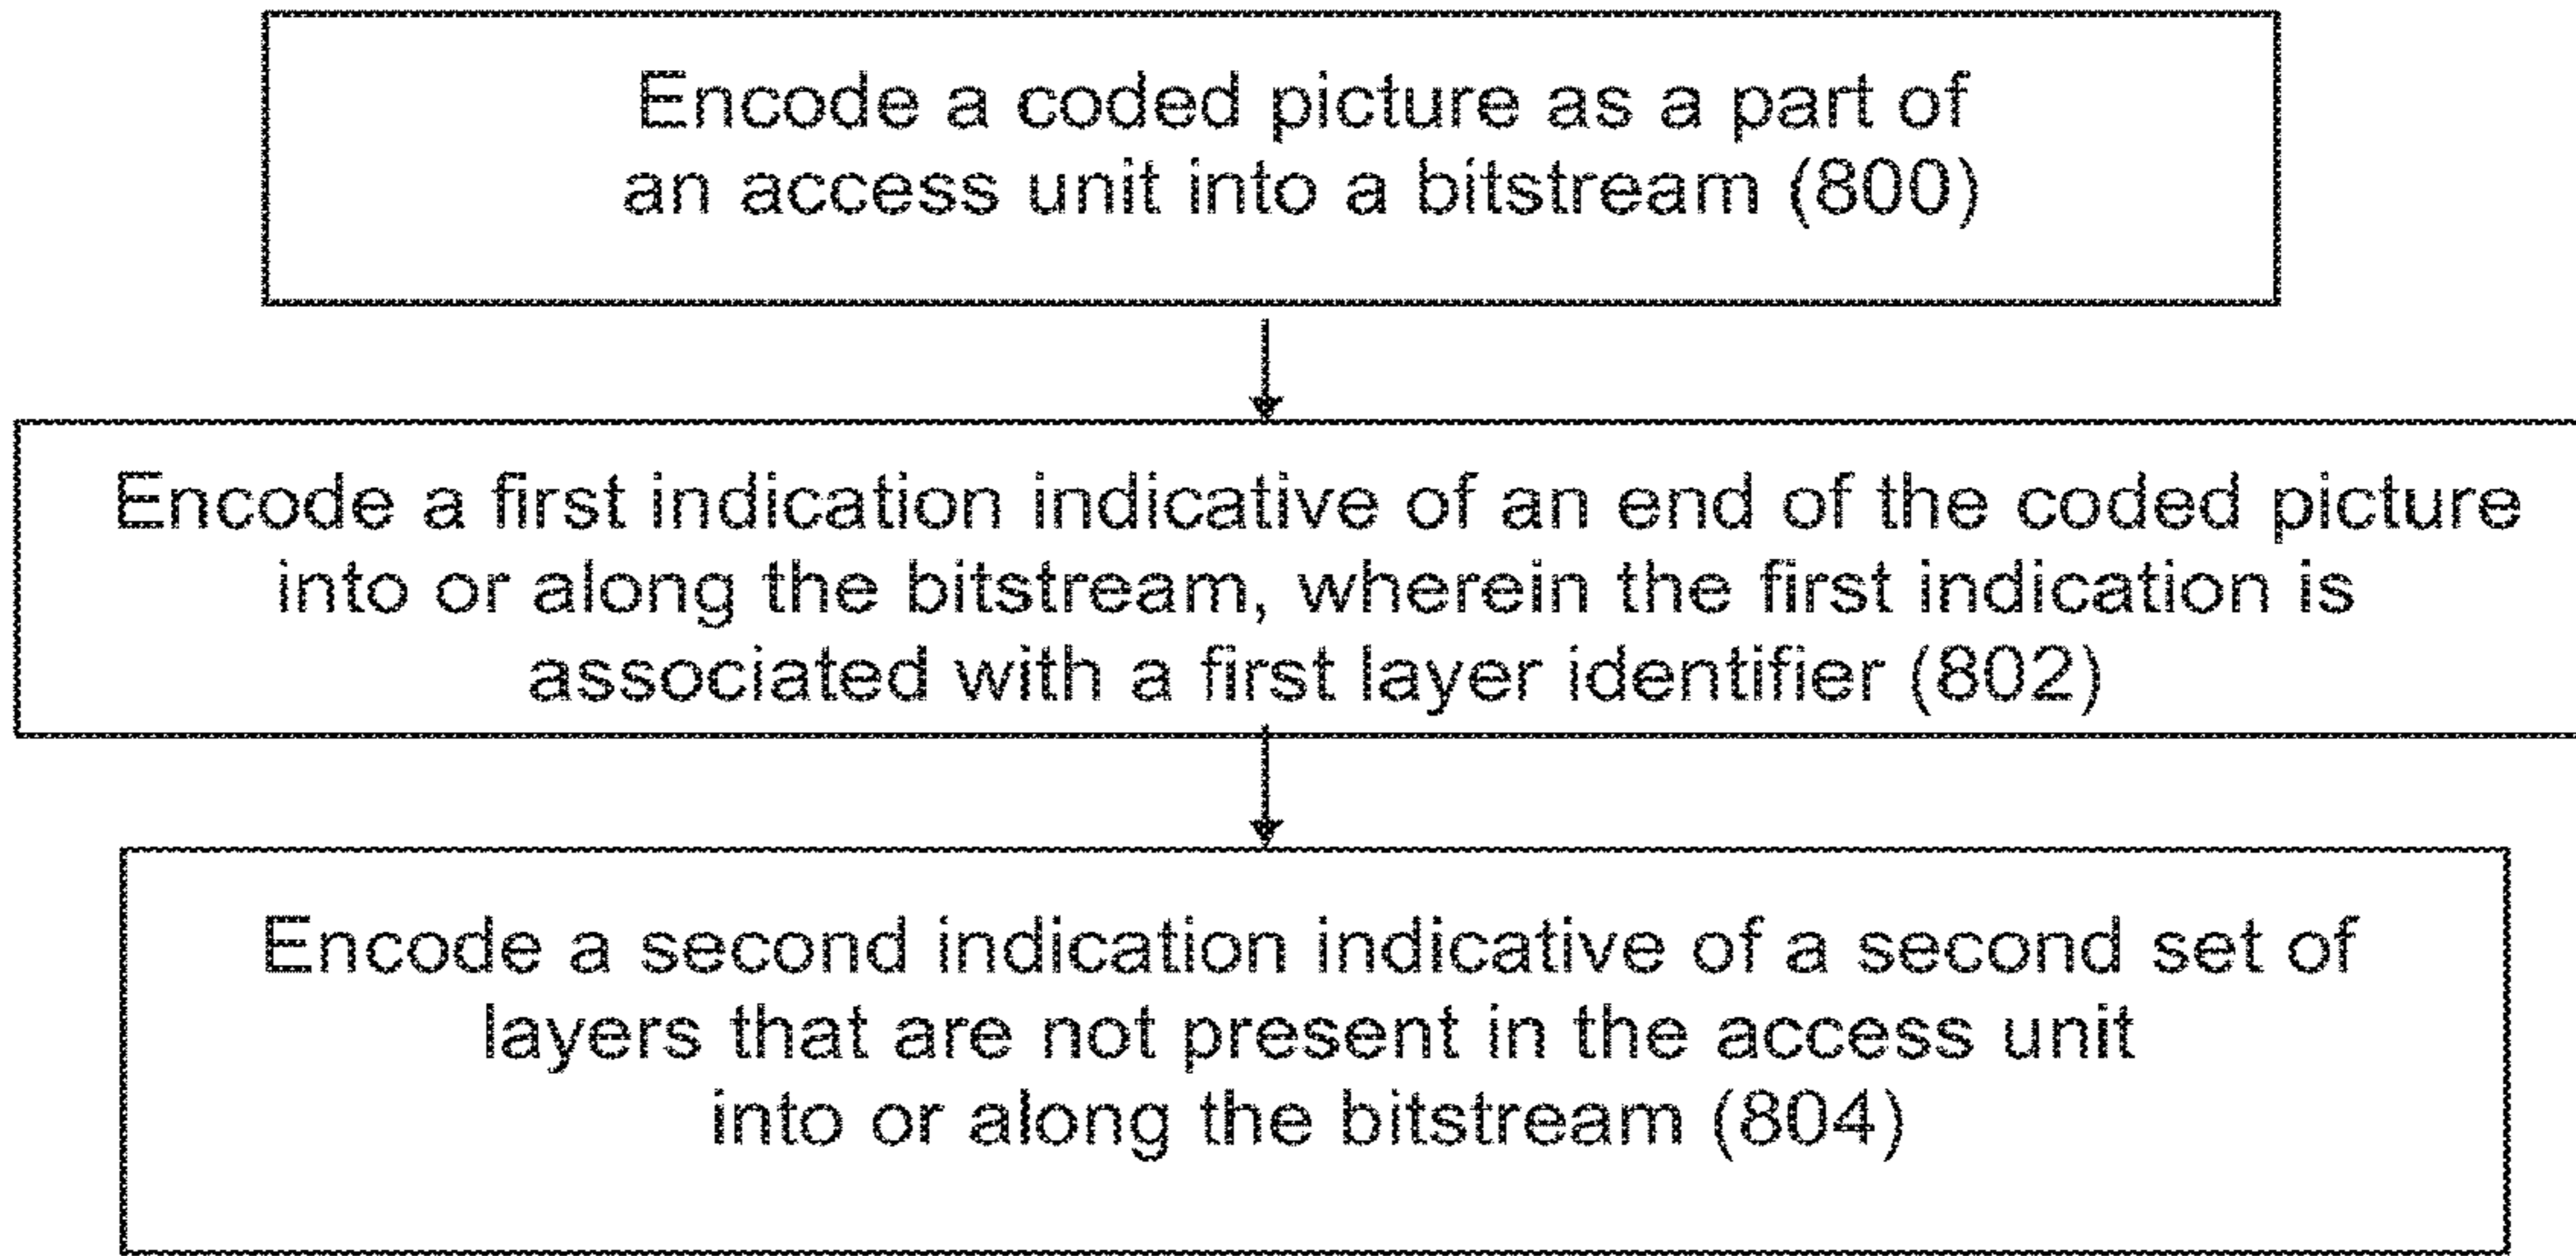 Encode a coded picture as a part of
an access unit into a bitstream (800)
Encode a first indication indicative of an end of the coded picture
into or along the bitstream, wherein the first indication is
associated with a first layer identifier (802)
Encode a second indication indicative of a second set of
layers that are not present in the access unit
into or along the bitstream (804)